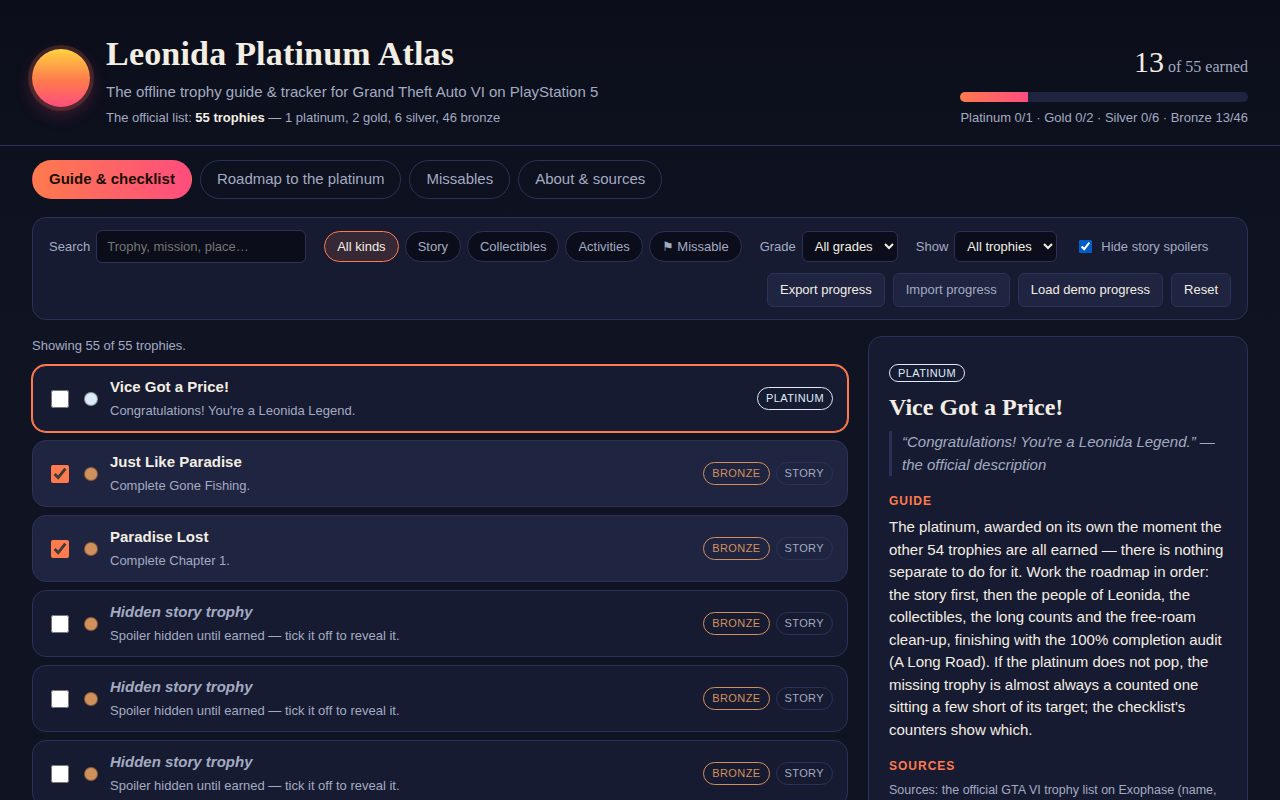 Leonida Platinum Atlas
The offline trophy guide & tracker for Grand Theft Auto VI on PlayStation 5
The official list: 55 trophies — 1 platinum, 2 gold, 6 silver, 46 bronze
13 of 55 earned
Platinum 0/1 · Gold 0/2 · Silver 0/6 · Bronze 13/46
Guide & checklist
Roadmap to the platinum
Missables
About & sources
Search Trophy, mission, place…
All kinds
Story
Collectibles
Activities
⚑ Missable
Grade All grades
Show All trophies
Hide story spoilers
Export progress
Import progress
Load demo progress
Reset
Showing 55 of 55 trophies.
Vice Got a Price!
Congratulations! You're a Leonida Legend.
PLATINUM
Just Like Paradise
Complete Gone Fishing.
BRONZE STORY
Paradise Lost
Complete Chapter 1.
BRONZE STORY
Hidden story trophy
Spoiler hidden until earned — tick it off to reveal it.
BRONZE STORY
Hidden story trophy
Spoiler hidden until earned — tick it off to reveal it.
BRONZE STORY
Hidden story trophy
Spoiler hidden until earned — tick it off to reveal it.
BRONZE STORY
PLATINUM
Vice Got a Price!
“Congratulations! You're a Leonida Legend.” —
the official description
GUIDE
The platinum, awarded on its own the moment the
other 54 trophies are all earned — there is nothing
separate to do for it. Work the roadmap in order:
the story first, then the people of Leonida, the
collectibles, the long counts and the free-roam
clean-up, finishing with the 100% completion audit
(A Long Road). If the platinum does not pop, the
missing trophy is almost always a counted one
sitting a few short of its target; the checklist's
counters show which.
SOURCES
Sources: the official GTA VI trophy list on Exophase (name,